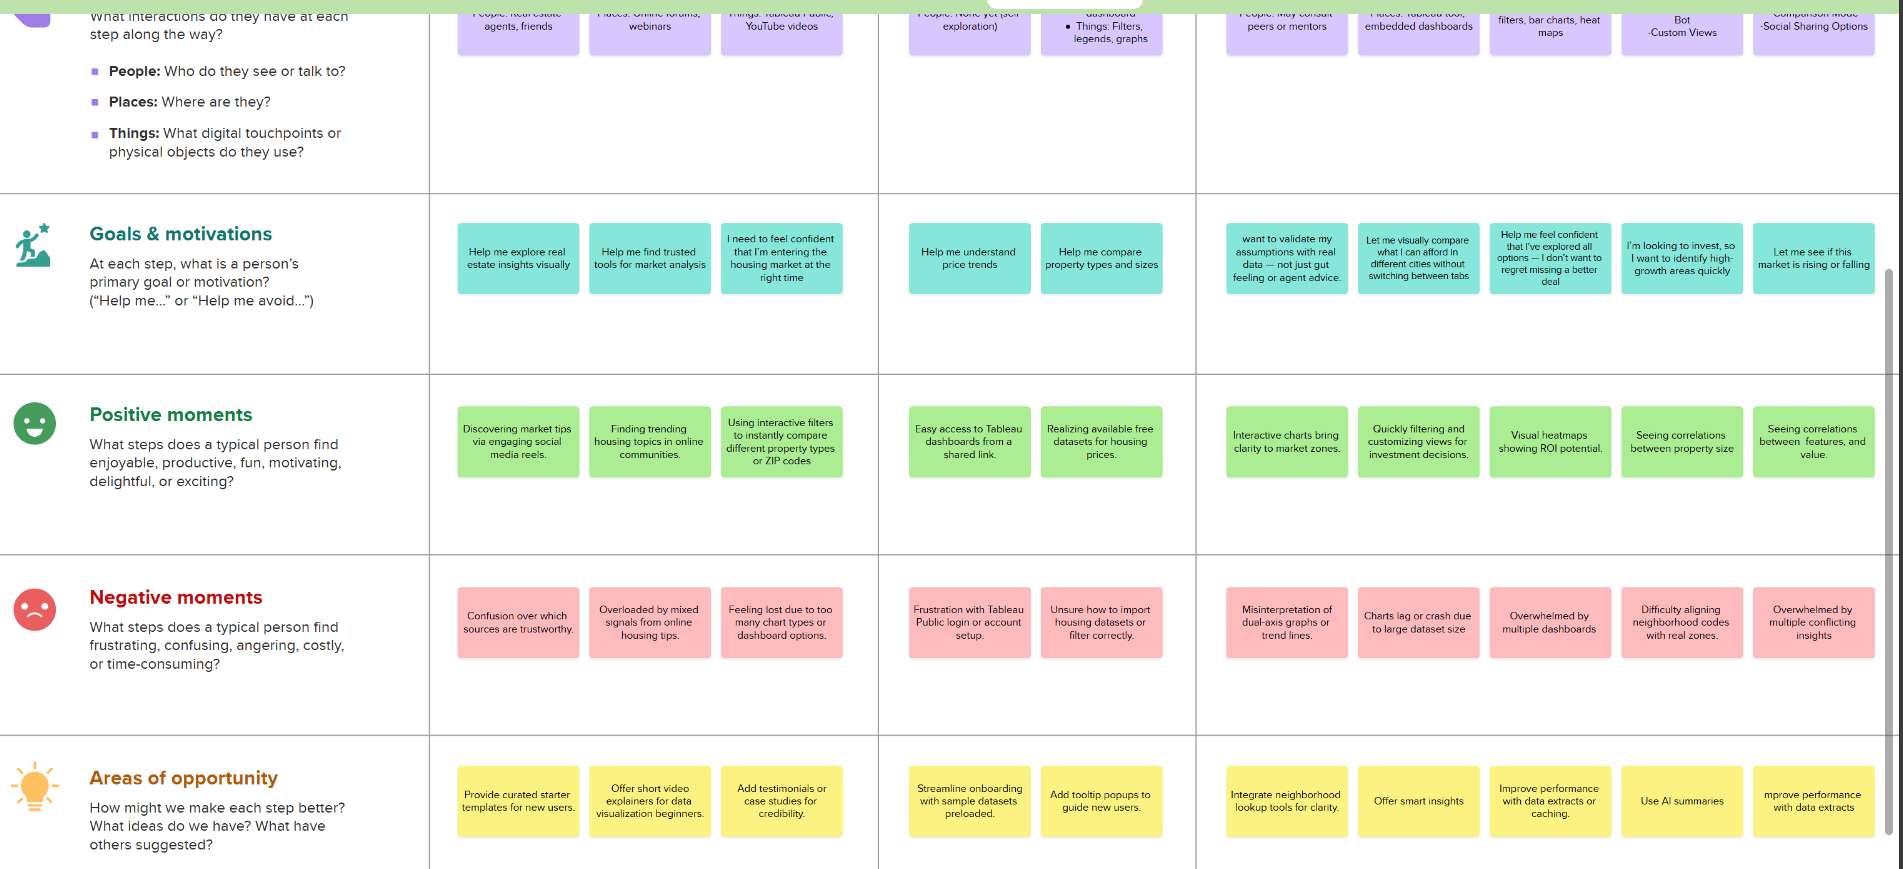 What interactions do they have at each
step along the way?
People: Who do they see or talk to?
Places: Where are they?
Things: What digital touchpoints or
physical objects do they use?
People: Real estate
agents, friends
Places: Online forums,
webinars
Things: Tableau Public,
YouTube videos
People: None yet (self-
exploration)
dashboard
• Things: Filters,
legends, graphs
People: May consult
peers or mentors
Places: Tableau tool,
embedded dashboards
filters, bar charts, heat
maps
Bot
-Custom Views
Comparison Mode
-Social Sharing Options
Goals & motivations
At each step, what is a person's
primary goal or motivation?
("Help me..." or "Help me avoid...")
Help me explore real
estate insights visually
Help me find trusted
tools for market analysis
I need to feel confident
that I'm entering the
housing market at the
right time
Help me understand
price trends
Help me compare
property types and sizes
want to validate my
assumptions with real
data — not just gut
feeling or agent advice.
Let me visually compare
what I can afford in
different cities without
switching between tabs
Help me feel confident
that I've explored all
options — I don't want to
regret missing a better
deal
I'm looking to invest, so
I want to identify high-
growth areas quickly
Let me see if this
market is rising or falling
Positive moments
What steps does a typical person find
enjoyable, productive, fun, motivating,
delightful, or exciting?
Discovering market tips
via engaging social
media reels.
Finding trending
housing topics in online
communities.
Using interactive filters
to instantly compare
different property types
or ZIP codes
Easy access to Tableau
dashboards from a
shared link.
Realizing available free
datasets for housing
prices.
Interactive charts bring
clarity to market zones.
Quickly filtering and
customizing views for
investment decisions.
Visual heatmaps
showing ROI potential.
Seeing correlations
between property size
Seeing correlations
between features, and
value.
Negative moments
What steps does a typical person find
frustrating, confusing, angering, costly,
or time-consuming?
Confusion over which
sources are trustworthy.
Overloaded by mixed
signals from online
housing tips.
Feeling lost due to too
many chart types or
dashboard options.
Frustration with Tableau
Public login or account
setup.
Unsure how to import
housing datasets or
filter correctly.
Misinterpretation of
dual-axis graphs or
trend lines.
Charts lag or crash due
to large dataset size
Overwhelmed by
multiple dashboards
Difficulty aligning
neighborhood codes
with real zones.
Overwhelmed by
multiple conflicting
insights
Areas of opportunity
How might we make each step better?
What ideas do we have? What have
others suggested?
Provide curated starter
templates for new users.
Offer short video
explainers for data
visualization beginners.
Add testimonials or
case studies for
credibility.
Streamline onboarding
with sample datasets
preloaded.
Add tooltip popups to
guide new users.
Integrate neighborhood
lookup tools for clarity.
Offer smart insights
Improve performance
with data extracts or
caching.
Use AI summaries
mprove performance
with data extracts